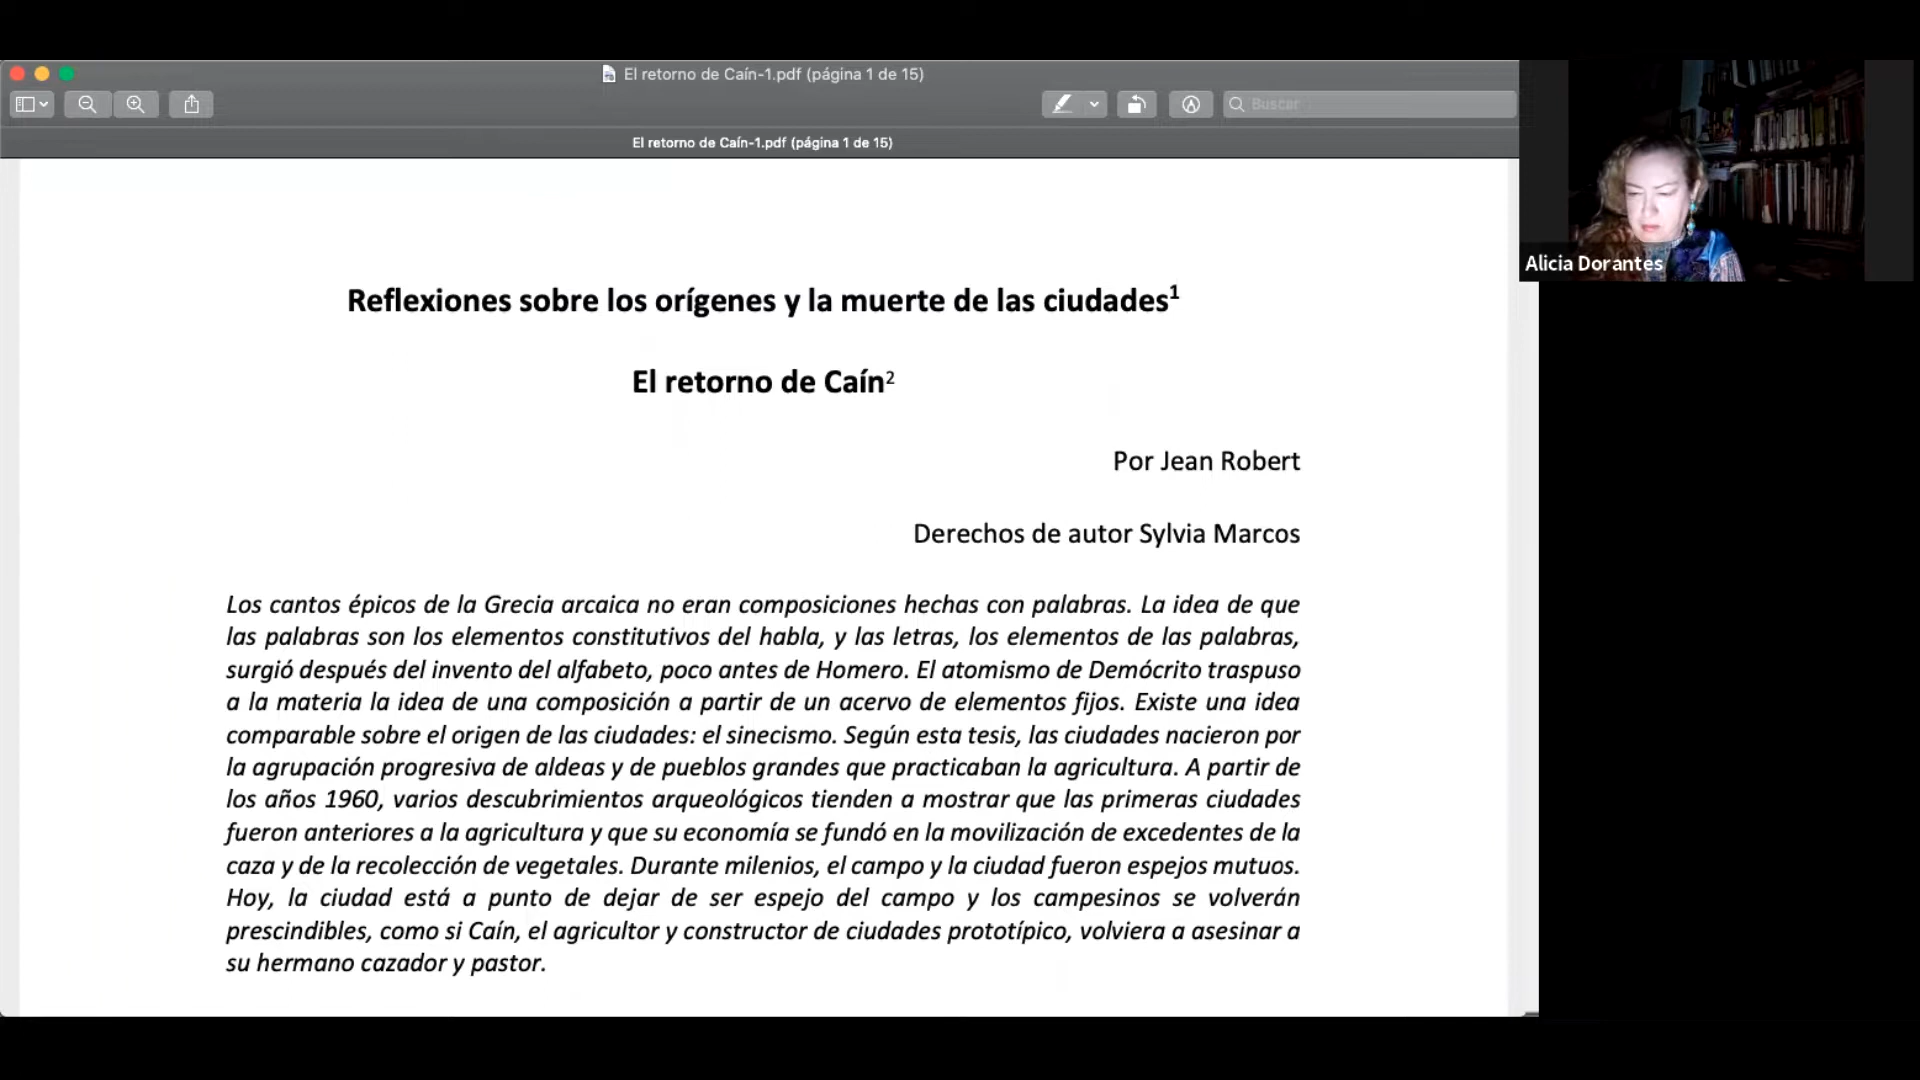 El retorno de Caín-1.pdf (página 1 de 15)
Buscar
El retorno de Caín-1.pdf (página 1 de 15)
Alicia Dorantes
Reflexiones sobre los orígenes y la muerte de las ciudades¹
El retorno de Caín²
Por Jean Robert
Derechos de autor Sylvia Marcos
Los cantos épicos de la Grecia arcaica no eran composiciones hechas con palabras. La idea de que
las palabras son los elementos constitutivos del habla, y las letras, los elementos de las palabras,
surgió después del invento del alfabeto, poco antes de Homero. El atomismo de Demócrito traspuso
a la materia la idea de una composición a partir de un acervo de elementos fijos. Existe una idea
comparable sobre el origen de las ciudades: el sinecismo. Según esta tesis, las ciudades nacieron por
la agrupación progresiva de aldeas y de pueblos grandes que practicaban la agricultura. A partir de
los años 1960, varios descubrimientos arqueológicos tienden a mostrar que las primeras ciudades
fueron anteriores a la agricultura y que su economía se fundó en la movilización de excedentes de la
caza y de la recolección de vegetales. Durante milenios, el campo y la ciudad fueron espejos mutuos.
Hoy, la ciudad está a punto de dejar de ser espejo del campo y los campesinos se volverán
prescindibles, como si Caín, el agricultor y constructor de ciudades prototípico, volviera a asesinar a
su hermano cazador y pastor.